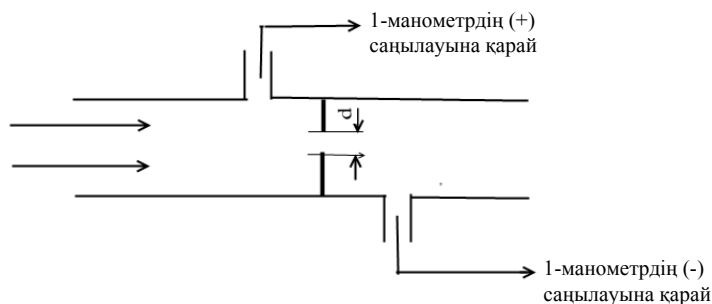 1-манометрдің (+)
саңылауына қарай
d
1-манометрдің (-)
саңылауына қарай